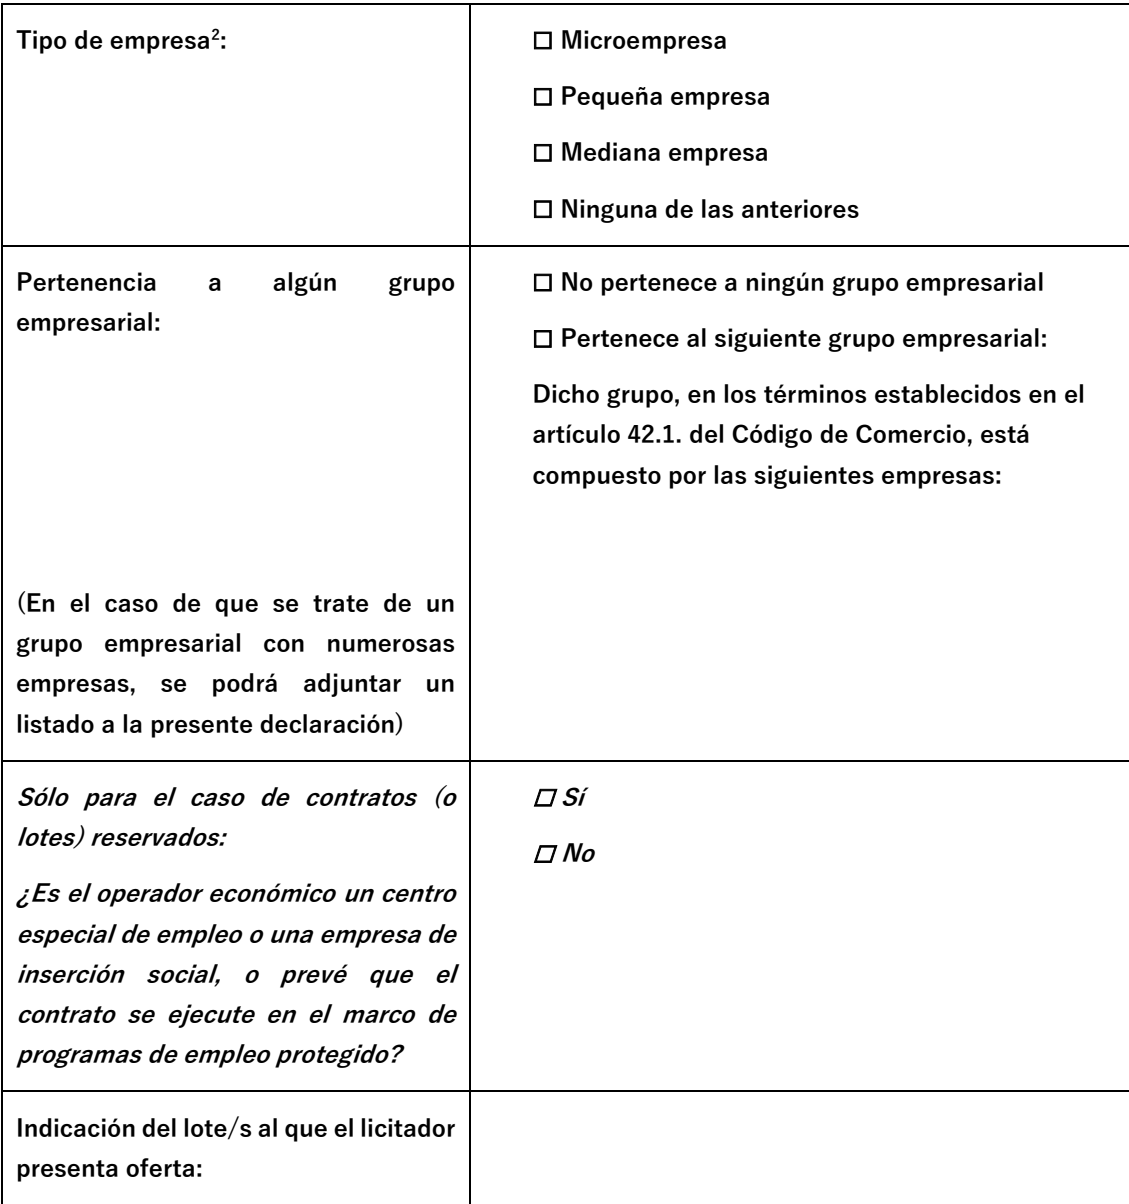 Tipo de empresa²:
☐ Microempresa
☐ Pequeña empresa
☐ Mediana empresa
☐ Ninguna de las anteriores
Pertenencia a algún grupo
empresarial:
(En el caso de que se trate de un
grupo empresarial con numerosas
empresas, se podrá adjuntar un
listado a la presente declaración)
☐ No pertenece a ningún grupo empresarial
☐ Pertenece al siguiente grupo empresarial:
Dicho grupo, en los términos establecidos en el
artículo 42.1. del Código de Comercio, está
compuesto por las siguientes empresas:
Sólo para el caso de contratos (o
lotes) reservados:
¿Es el operador económico un centro
especial de empleo o una empresa de
inserción social, o prevé que el
contrato se ejecute en el marco de
programas de empleo protegido?
☐ Sí
☐ No
Indicación del lote/s al que el licitador
presenta oferta: